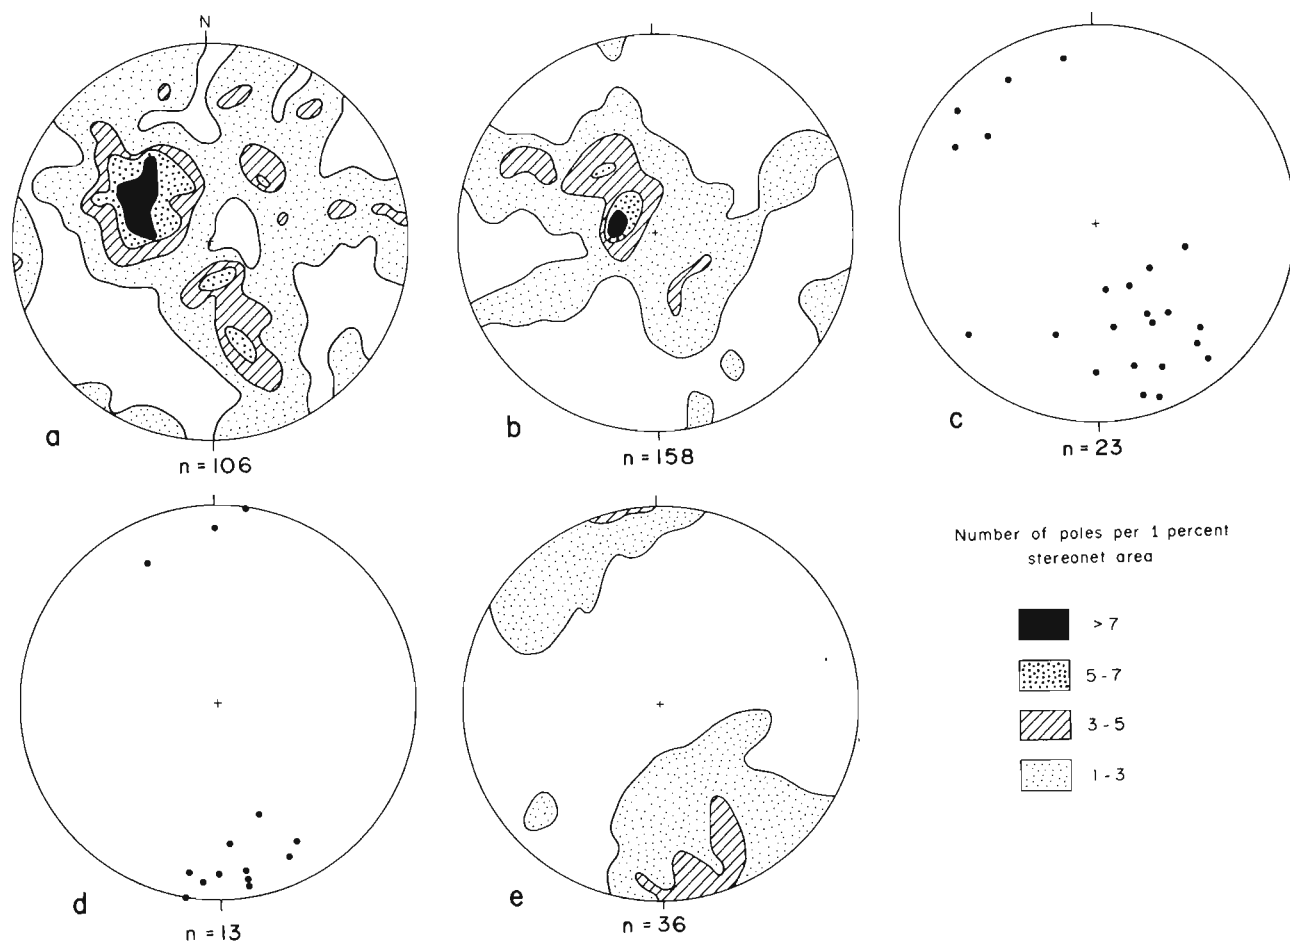 N
a
n = 106
b
n = 158
c
n = 23
d
n = 13
e
n = 36
Number of poles per 1 percent
stereonet area
> 7
5 - 7
3 - 5
1 - 3